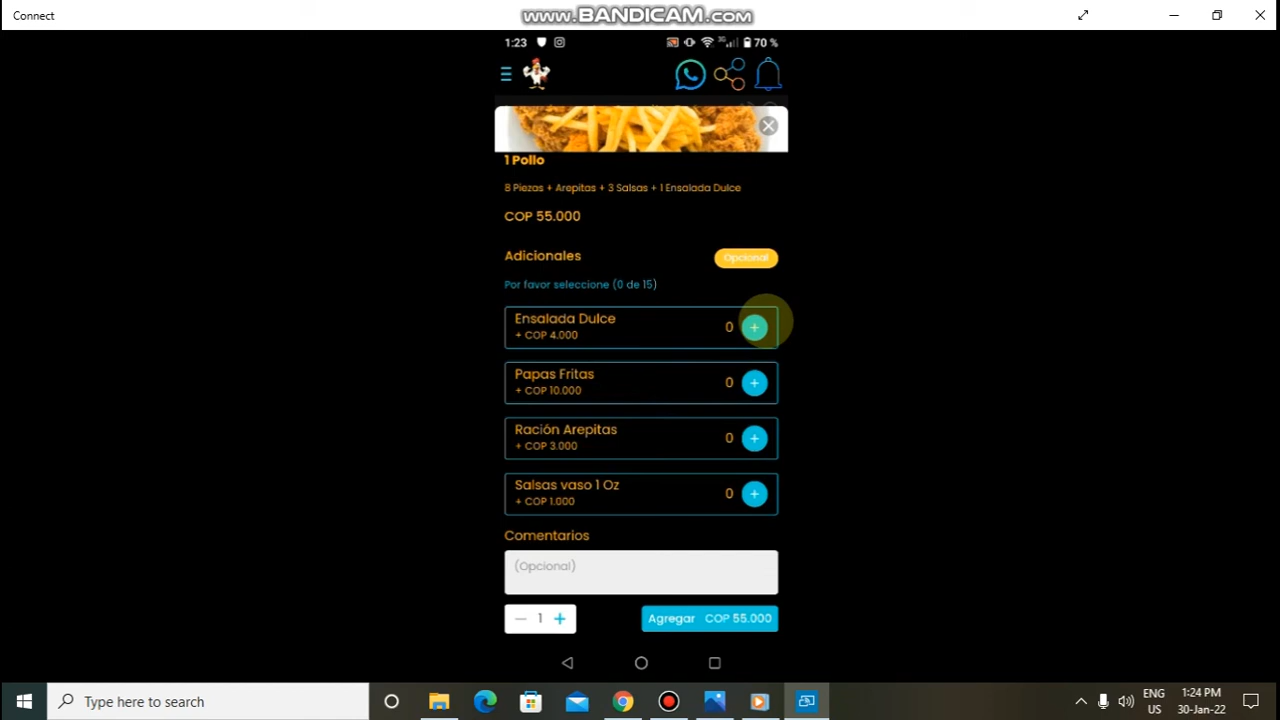 Connect
www.BANDICAM.com
1:23
3G
70 %
1 Pollo
8 Piezas + Arepitas + 3 Salsas + 1 Ensalada Dulce
COP 55.000
Adicionales
Opcional
Por favor seleccione (0 de 15)
Ensalada Dulce
0 +
+ COP 4.000
Papas Fritas
0 +
+ COP 10.000
Ración Arepitas
0 +
+ COP 3.000
Salsas vaso 1 Oz
0 +
+ COP 1.000
Comentarios
(Opcional)
— 1 +
Agregar COP 55.000
Type here to search
ENG
US
1:24 PM
30-Jan-22